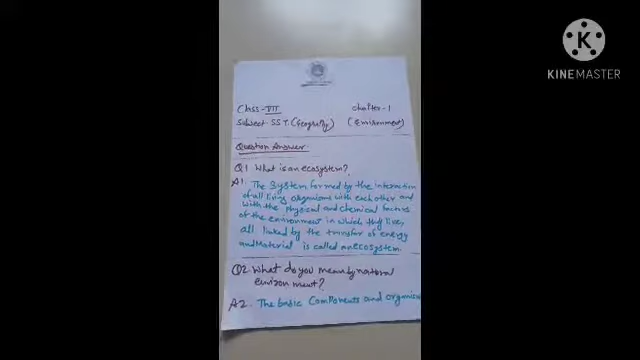 KINEMASTER
Class-VII Chapter-1
Subject-SST.(Geography) (Environment)
Question Answer
Q1 What is an ecosystem?
A1. The system formed by the interaction
of all living organisms with each other and
with the physical and chemical factors
of the environment in which they live,
all linked by the transfer of energy
and Material is called an ecosystem.
Q2. What do you mean by natural
environment?
A2. The basic components and organism